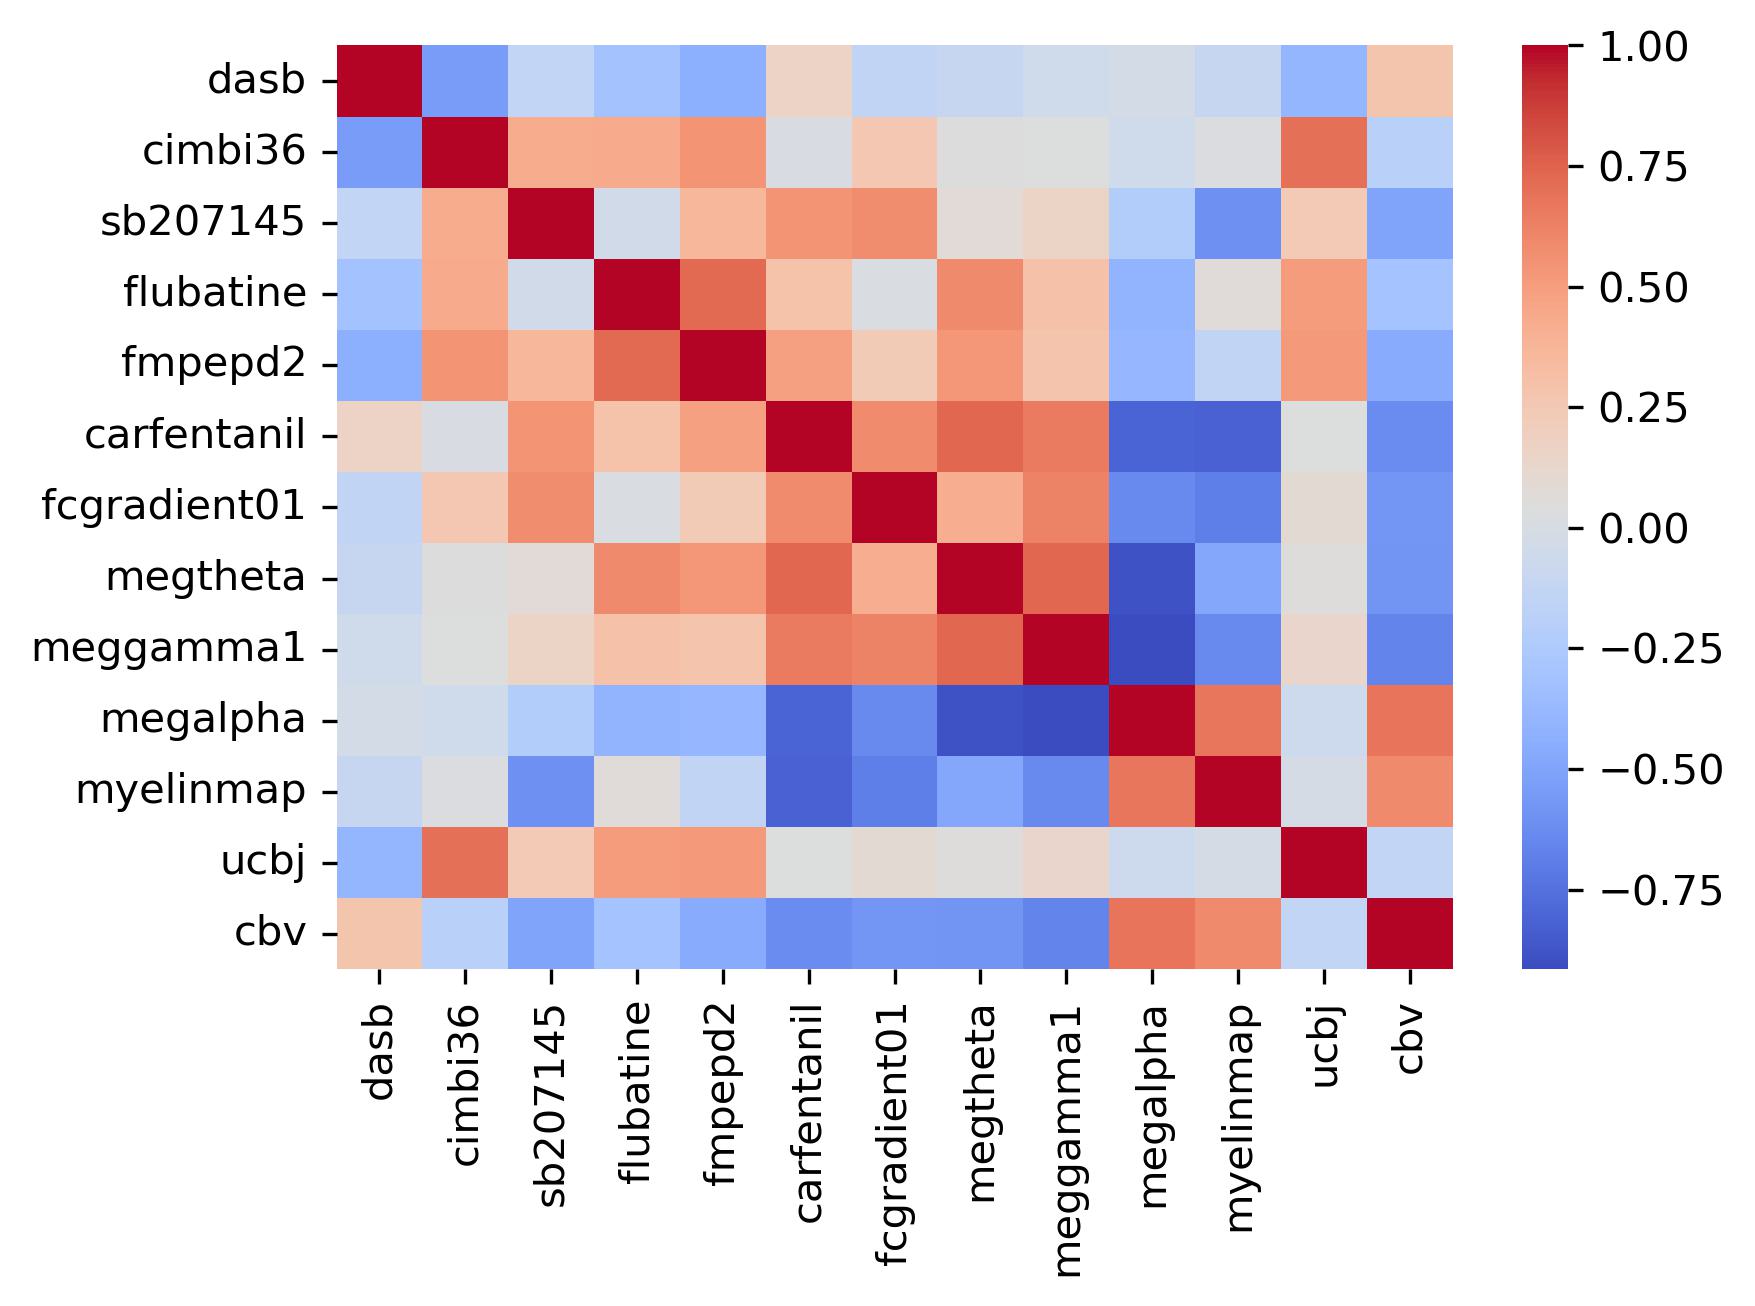 dasb
cimbi36
sb207145
flubatine
fmpepd2
carfentanil
fcgradient01
megtheta
meggamma1
megalpha
myelinmap
ucbj
cbv
dasb
cimbi36
sb207145
flubatine
fmpepd2
carfentanil
fcgradient01
megtheta
meggamma1
megalpha
myelinmap
ucbj
cbv
1.00
0.75
0.50
0.25
0.00
−0.25
−0.50
−0.75